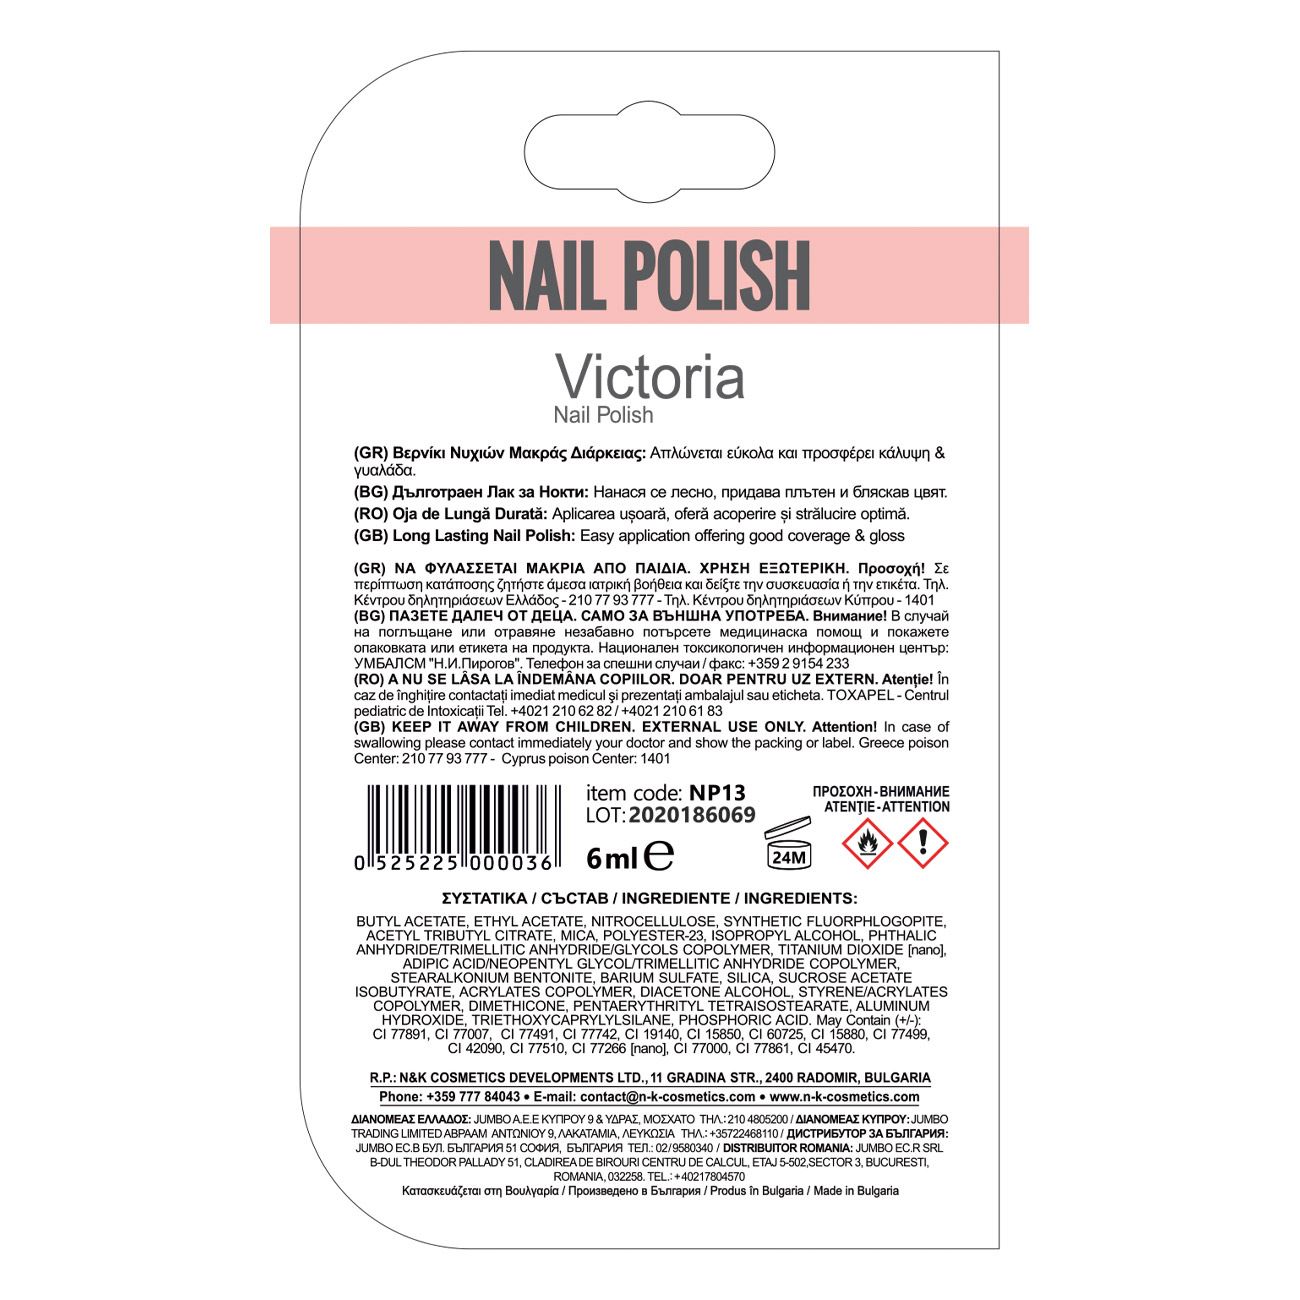 NAIL POLISH
Victoria
Nail Polish
(GR) Βερνίκι Νυχιών Μακράς Διάρκειας: Απλώνεται εύκολα και προσφέρει κάλυψη &
γυαλάδα.
(BG) Дълготраен Лак за Нокти: Нанася се лесно, придава плътен и бляскав цвят.
(RO) Oja de Lungă Durată: Aplicarea ușoară, oferă acoperire și strălucire optimă.
(GB) Long Lasting Nail Polish: Easy application offering good coverage & gloss
(GR) ΝΑ ΦΥΛΑΣΣΕΤΑΙ ΜΑΚΡΙΑ ΑΠΟ ΠΑΙΔΙΑ. ΧΡΗΣΗ ΕΞΩΤΕΡΙΚΗ. Προσοχή! Σε
περίπτωση κατάποσης ζητήστε άμεσα ιατρική βοήθεια και δείξτε την συσκευασία ή την ετικέτα. Τηλ.
Κέντρου δηλητηριάσεων Ελλάδος - 210 77 93 777 - Τηλ. Κέντρου δηλητηριάσεων Κύπρου - 1401
(BG) ПАЗЕТЕ ДАЛЕЧ ОТ ДЕЦА. САМО ЗА ВЪНШНА УПОТРЕБА. Внимание! В случай
на поглъщане или отравяне незабавно потърсете медицинаска помощ и покажете
опаковката или етикета на продукта. Национален токсикологичен информационен център:
УМБАЛСМ "Н.И.Пирогов". Телефон за спешни случаи / факс: +359 2 9154 233
(RO) A NU SE LÂSA LA ÎNDEMÂNA COPIILOR. DOAR PENTRU UZ EXTERN. Atenție! În
caz de înghițire contactați imediat medicul și prezentați ambalajul sau eticheta. TOXAPEL - Centrul
pediatric de Intoxicații Tel. +4021 210 62 82 / +4021 210 61 83
(GB) KEEP IT AWAY FROM CHILDREN. EXTERNAL USE ONLY. Attention! In case of
swallowing please contact immediately your doctor and show the packing or label. Greece poison
Center: 210 77 93 777 - Cyprus poison Center: 1401
item code: NP13
LOT: 2020186069
6ml e
24M
ΠΡΟΣΟΧΗ-ВНИМАНИЕ
ATENŢIE-ATTENTION
0 525225 000036
ΣΥΣΤΑΤΙΚΑ / СЪСТАВ / INGREDIENTE / INGREDIENTS:
BUTYL ACETATE, ETHYL ACETATE, NITROCELLULOSE, SYNTHETIC FLUORPHLOGOPITE,
ACETYL TRIBUTYL CITRATE, MICA, POLYESTER-23, ISOPROPYL ALCOHOL, PHTHALIC
ANHYDRIDE/TRIMELLITIC ANHYDRIDE/GLYCOLS COPOLYMER, TITANIUM DIOXIDE [nano],
ADIPIC ACID/NEOPENTYL GLYCOL/TRIMELLITIC ANHYDRIDE COPOLYMER,
STEARALKONIUM BENTONITE, BARIUM SULFATE, SILICA, SUCROSE ACETATE
ISOBUTYRATE, ACRYLATES COPOLYMER, DIACETONE ALCOHOL, STYRENE/ACRYLATES
COPOLYMER, DIMETHICONE, PENTAERYTHRITYL TETRAISOSTEARATE, ALUMINUM
HYDROXIDE, TRIETHOXYCAPRYLYLSILANE, PHOSPHORIC ACID. May Contain (+/-):
CI 77891, CI 77007, CI 77491, CI 77742, CI 19140, CI 15850, CI 60725, CI 15880, CI 77499,
CI 42090, CI 77510, CI 77266 [nano], CI 77000, CI 77861, CI 45470.
R.P.: N&K COSMETICS DEVELOPMENTS LTD., 11 GRADINA STR., 2400 RADOMIR, BULGARIA
Phone: +359 777 84043 • E-mail: contact@n-k-cosmetics.com • www.n-k-cosmetics.com
ΔΙΑΝΟΜΕΑΣ ΕΛΛΑΔΟΣ: JUMBO A.E.E ΚΥΠΡΟΥ 9 & ΥΔΡΑΣ, ΜΟΣΧΑΤΟ ΤΗΛ.: 210 4805200 / ΔΙΑΝΟΜΕΑΣ ΚΥΠΡΟΥ: JUMBO
TRADING LIMITED ΑΒΡΑΑΜ ΑΝΤΩΝΙΟΥ 9, ΛΑΚΑΤΑΜΙΑ, ΛΕΥΚΩΣΙΑ ΤΗΛ.: +35722468110 / ДИСТРИБУТОР ЗА БЪЛГАРИЯ:
JUMBO EC.B БУЛ. БЪЛГАРИЯ 51 СОФИЯ, БЪЛГАРИЯ ТЕЛ.: 02/ 9580340 / DISTRIBUITOR ROMANIA: JUMBO EC.R SRL
B-DUL THEODOR PALLADY 51, CLADIREA DE BIROURI CENTRU DE CALCUL, ETAJ 5-502,SECTOR 3, BUCURESTI,
ROMANIA, 032258. TEL.: +40217804570
Κατασκευάζεται στη Βουλγαρία / Произведено в България / Produs în Bulgaria / Made in Bulgaria